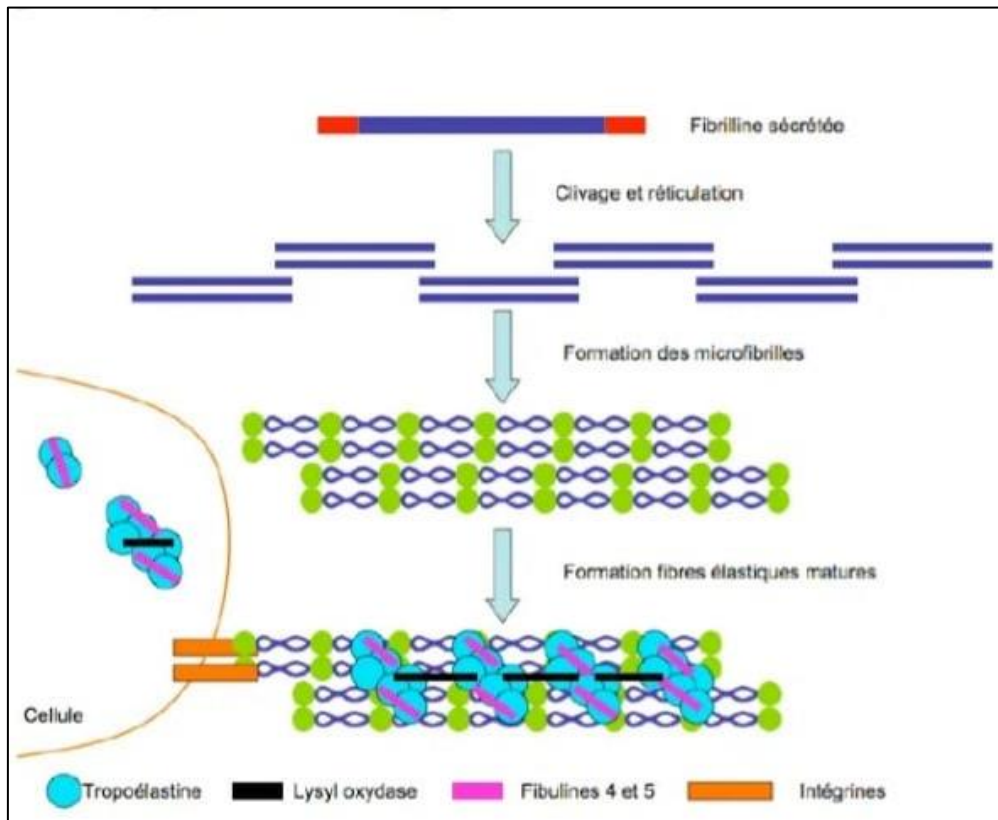 Fibrilline sécrétée
Clivage et réticulation
Formation des microfibrilles
Formation fibres élastiques matures
Cellule
Tropoélastine Lysyl oxydase Fibulines 4 et 5 Intégrines